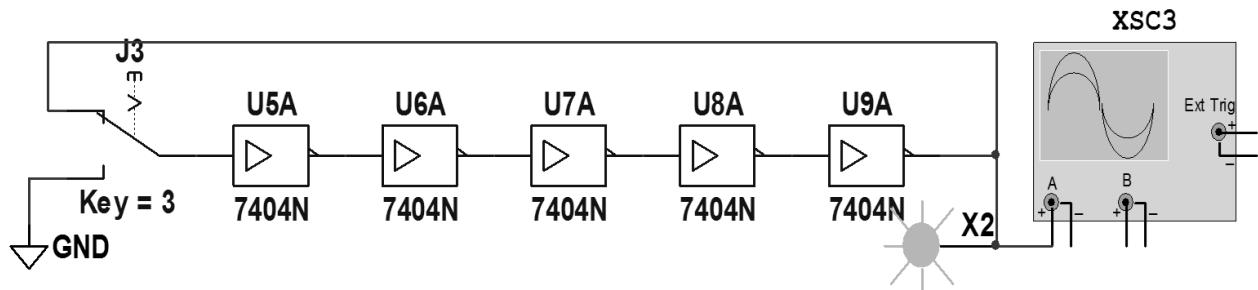 XSC3
J3
U5A
U6A
U7A
U8A
U9A
Ext Trig
+
−
A
B
+
−
+
−
Key = 3
7404N
7404N
7404N
7404N
7404N
X2
GND